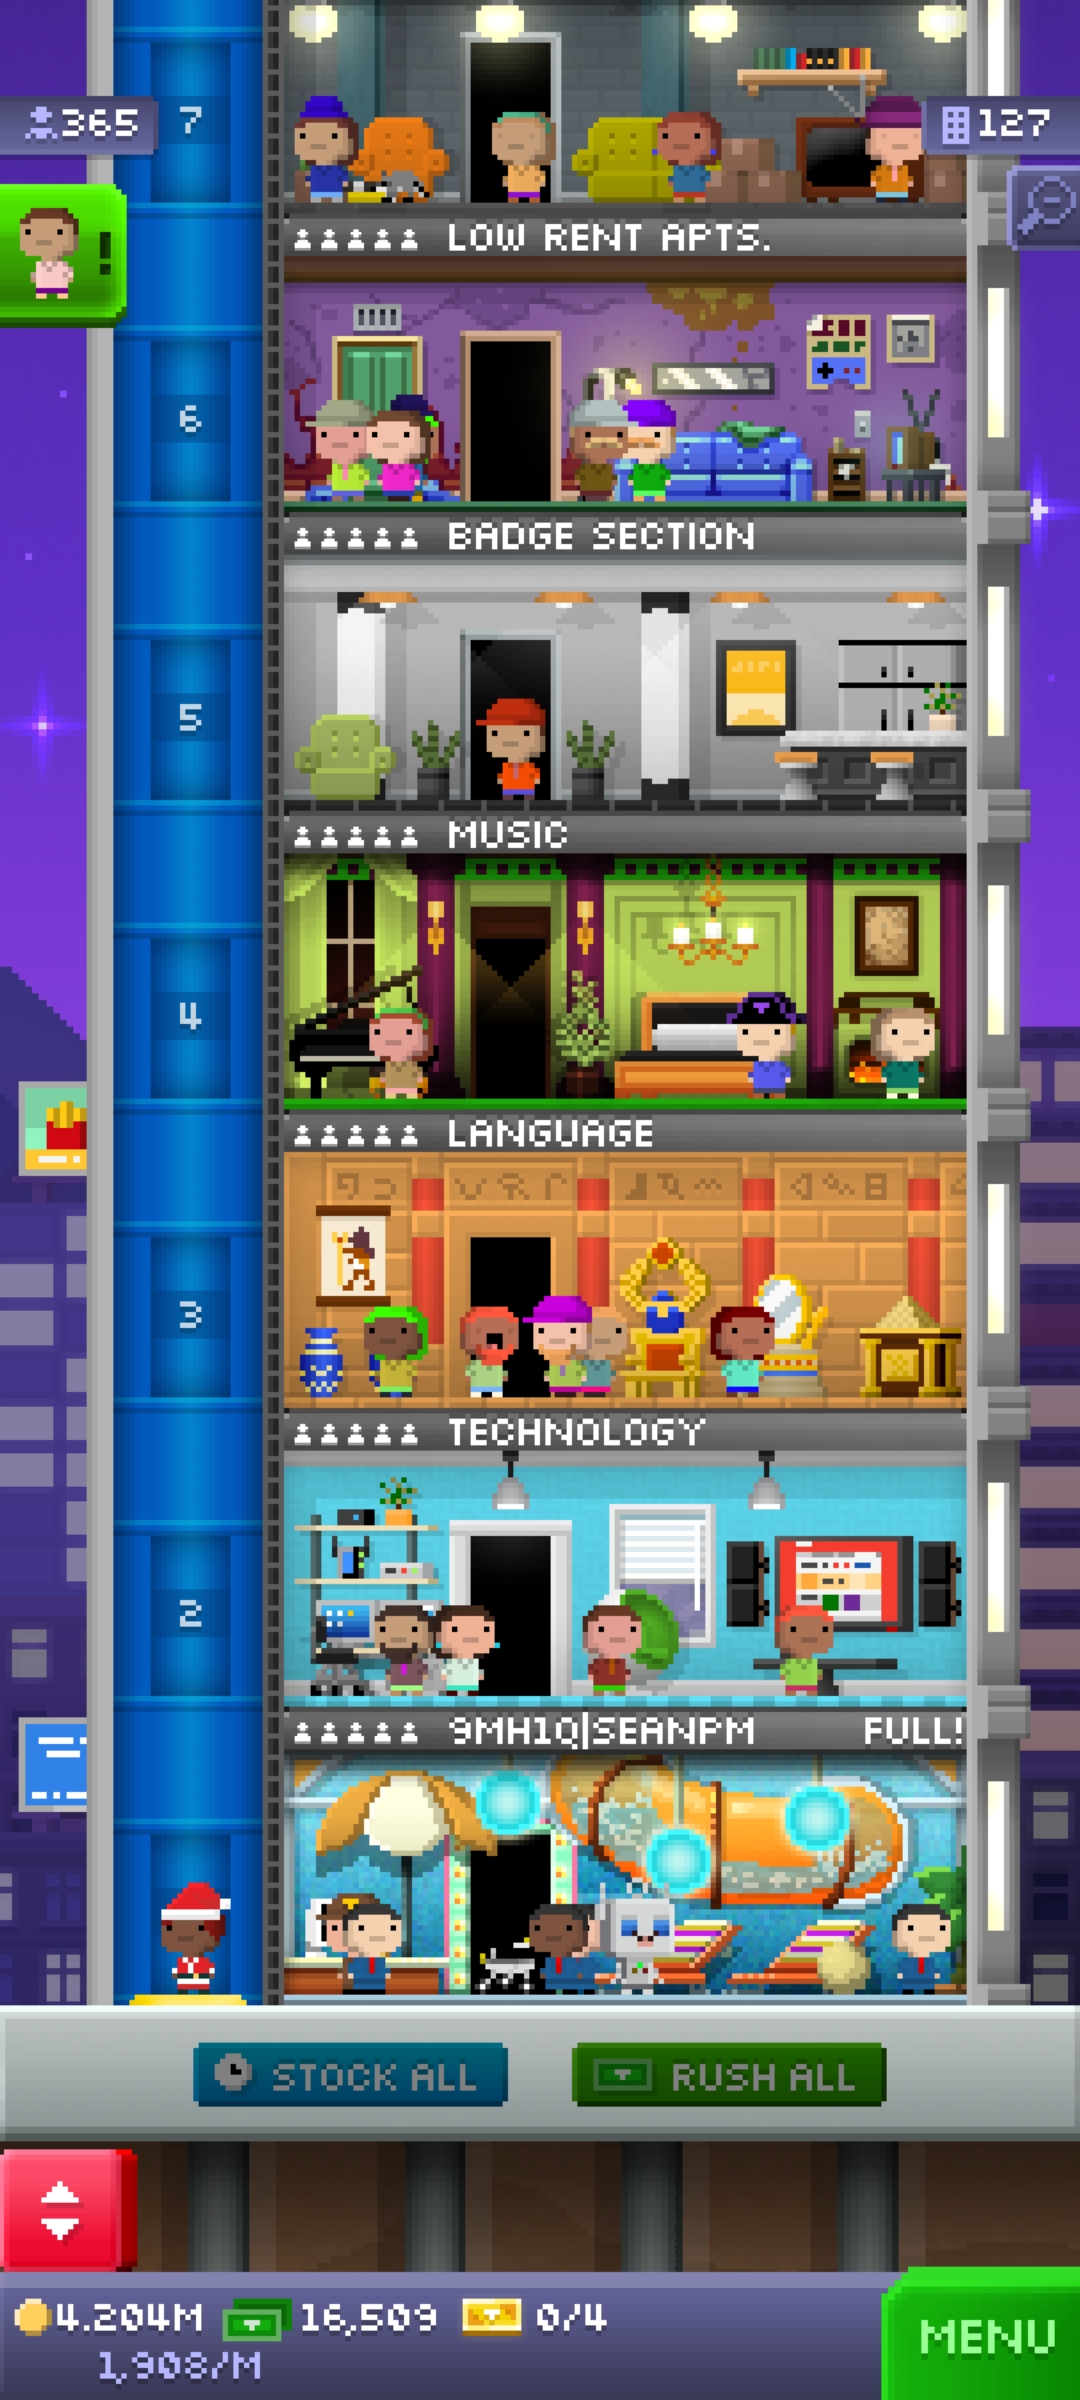 7
365
127
!
LOW RENT APTS.
6
BADGE SECTION
5
MUSIC
4
LANGUAGE
3
TECHNOLOGY
2
9MH1Q|SEANPM FULL!
STOCK ALL
RUSH ALL
4.204M 16,509 0/4
1,908/M
MENU